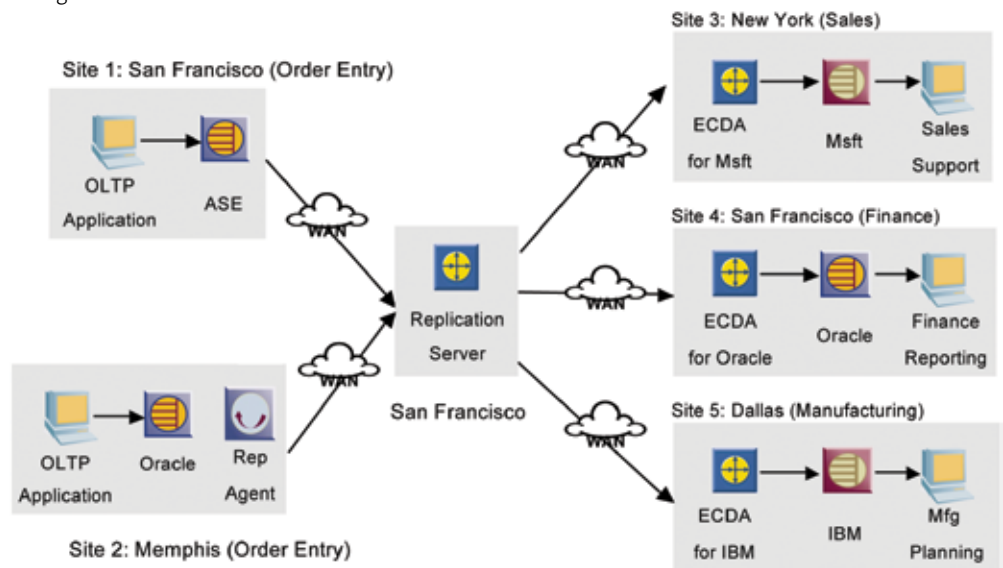 Site 1: San Francisco (Order Entry)
OLTP
Application
ASE
WAN
Site 2: Memphis (Order Entry)
OLTP
Application
Oracle
Rep
Agent
WAN
Replication
Server
San Francisco
WAN
WAN
WAN
Site 3: New York (Sales)
ECDA
for Msft
Msft
Sales
Support
Site 4: San Francisco (Finance)
ECDA
for Oracle
Oracle
Finance
Reporting
Site 5: Dallas (Manufacturing)
ECDA
for IBM
IBM
Mfg
Planning